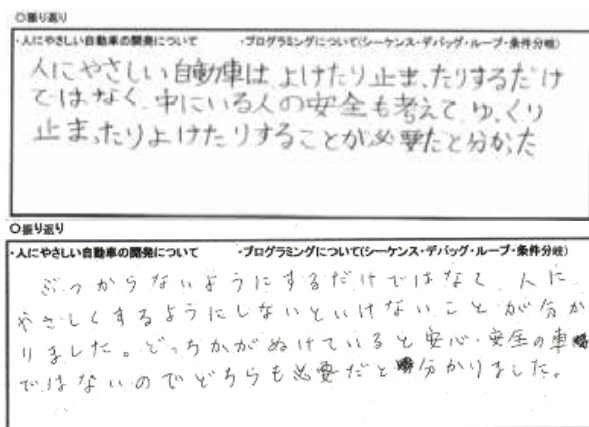 ○振り返り
・人にやさしい自動車の開発について ・プログラミングについて(シーケンス・デバッグ・ループ・条件分岐)
人にやさしい自動車は、よけたり止まったりするだけ
ではなく、中にいる人の安全も考えて、ゆっくり
止まったりよけたりすることが必要だと分かった
○振り返り
・人にやさしい自動車の開発について ・プログラミングについて(シーケンス・デバッグ・ループ・条件分岐)
ぶつからないようにするだけではなく、人に
やさしくするようにしないといけないことが分か
りました。どっちかがぬけていると安心・安全の車
ではないのでどちらも必要だと分かりました。